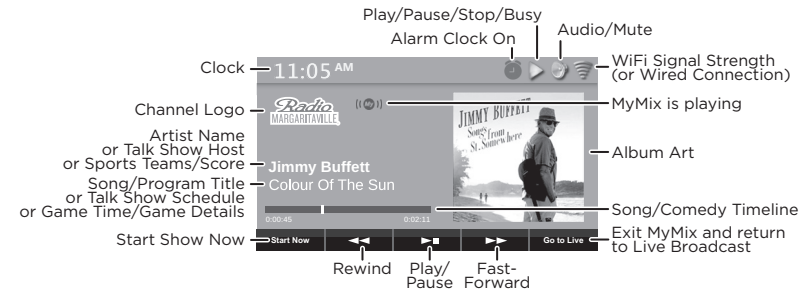 Play/Pause/Stop/Busy
Alarm Clock On
Audio/Mute
Clock
11:05 AM
WiFi Signal Strength
(or Wired Connection)
Channel Logo
Radio
MARGARITAVILLE
((MY))
MyMix is playing
JIMMY BUFFETT
Songs from
St. Somewhere
Album Art
Artist Name
or Talk Show Host
or Sports Teams/Score
Jimmy Buffett
Song/Program Title
or Talk Show Schedule
or Game Time/Game Details
Colour Of The Sun
0:00:45
0:02:11
Song/Comedy Timeline
Start Show Now
Start Now
Go to Live
Exit MyMix and return
to Live Broadcast
Rewind
Play/
Pause
Fast-
Forward